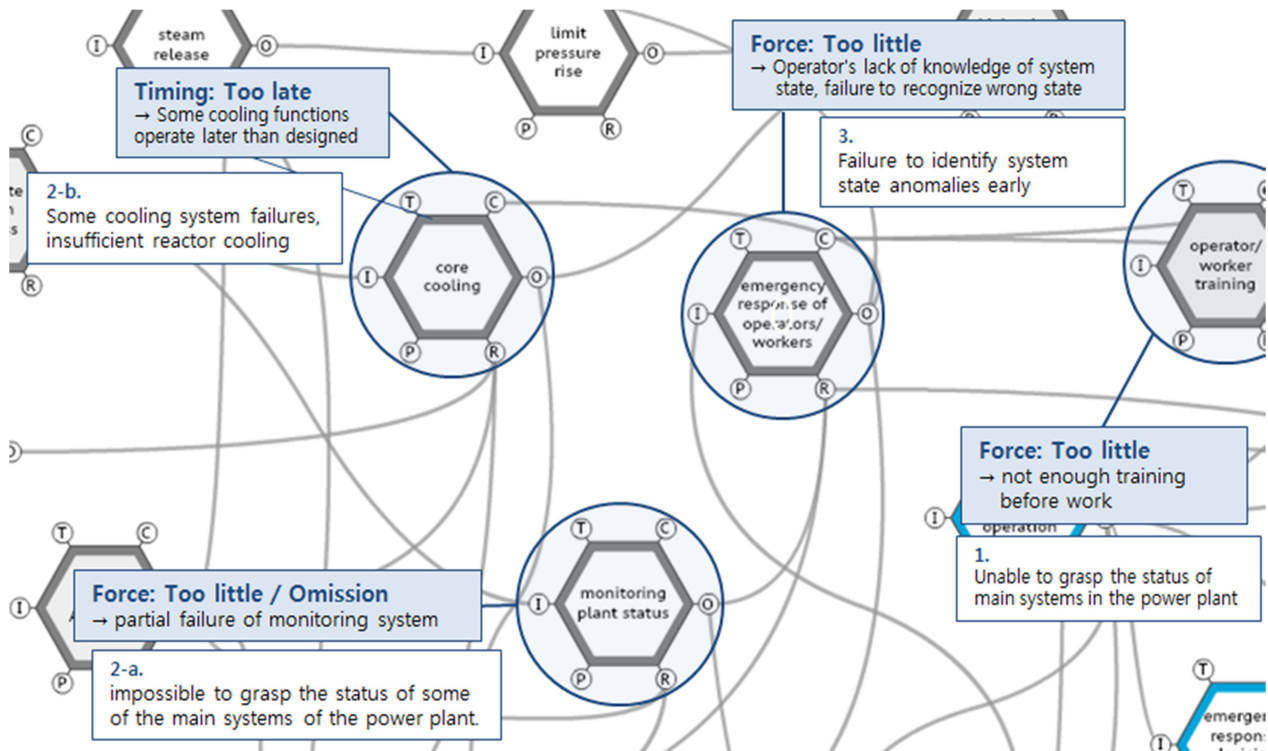 steam
release
I
O
limit
pressure
rise
I
O
P
R
Force: Too little
→ Operator's lack of knowledge of system
state, failure to recognize wrong state
Timing: Too late
→ Some cooling functions
operate later than designed
3.
Failure to identify system
state anomalies early
C
R
2-b.
Some cooling system failures,
insufficient reactor cooling
T
C
I
O
P
R
core
cooling
T
C
I
O
P
R
emergency
response of
operators/
workers
T
I
P
operator/
worker
training
Force: Too little
→ not enough training
before work
I
operation
1.
Unable to grasp the status of
main systems in the power plant
T
C
I
P
Force: Too little / Omission
→ partial failure of monitoring system
2-a.
impossible to grasp the status of some
of the main systems of the power plant.
T
C
I
O
P
R
monitoring
plant status
T
I